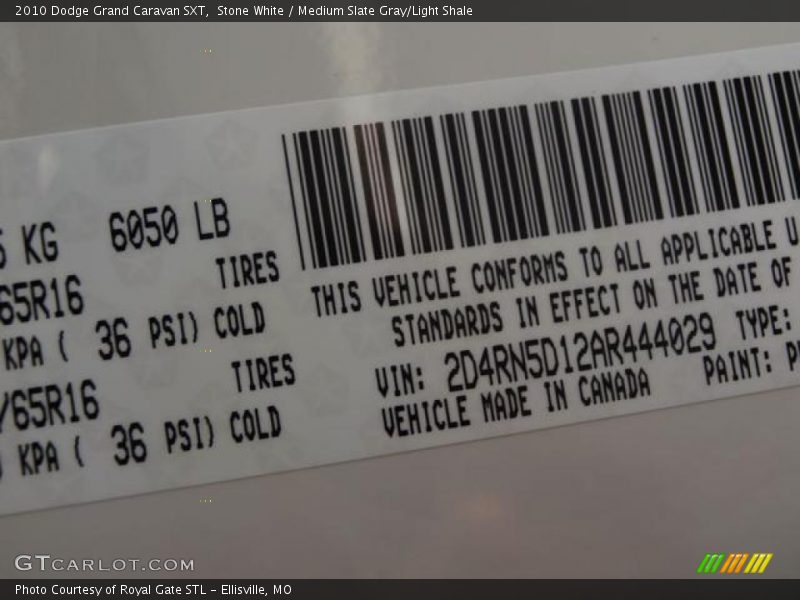 2010 Dodge Grand Caravan SXT, Stone White / Medium Slate Gray/Light Shale
KG 6050 LB
65R16 TIRES
KPA ( 36 PSI) COLD
/65R16 TIRES
KPA ( 36 PSI) COLD
THIS VEHICLE CONFORMS TO ALL APPLICABLE U
STANDARDS IN EFFECT ON THE DATE OF
VIN: 2D4RN5D12AR444029 TYPE:
VEHICLE MADE IN CANADA PAINT:
GTCARLOT.COM
Photo Courtesy of Royal Gate STL - Ellisville, MO